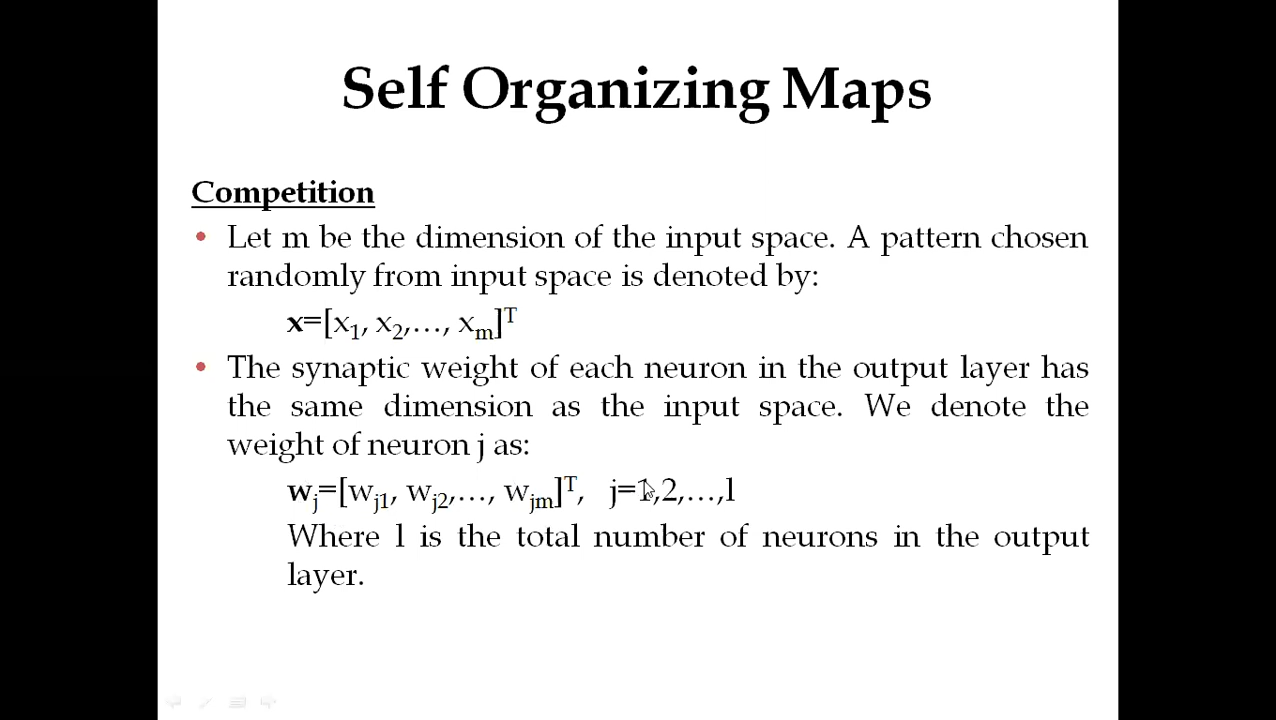 Self Organizing Maps
Competition
• Let m be the dimension of the input space. A pattern chosen
randomly from input space is denoted by:
x=[x₁, x₂,…, xₘ]ᵀ
• The synaptic weight of each neuron in the output layer has
the same dimension as the input space. We denote the
weight of neuron j as:
wⱼ=[wⱼ₁, wⱼ₂,…, wⱼₘ]ᵀ, j=1,2,…,l
Where l is the total number of neurons in the output
layer.